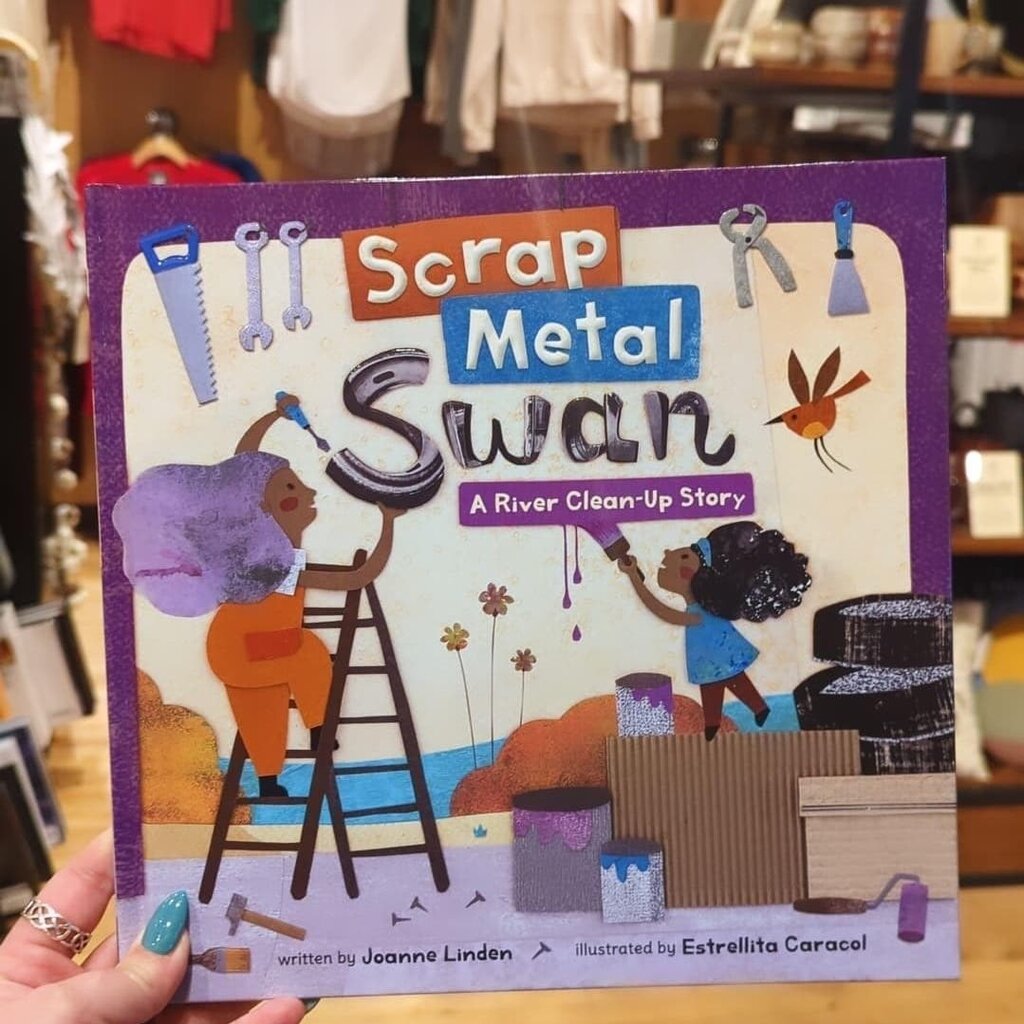 Scrap
Metal
Swan
A River Clean-Up Story
written by Joanne Linden
illustrated by Estrellita Caracol